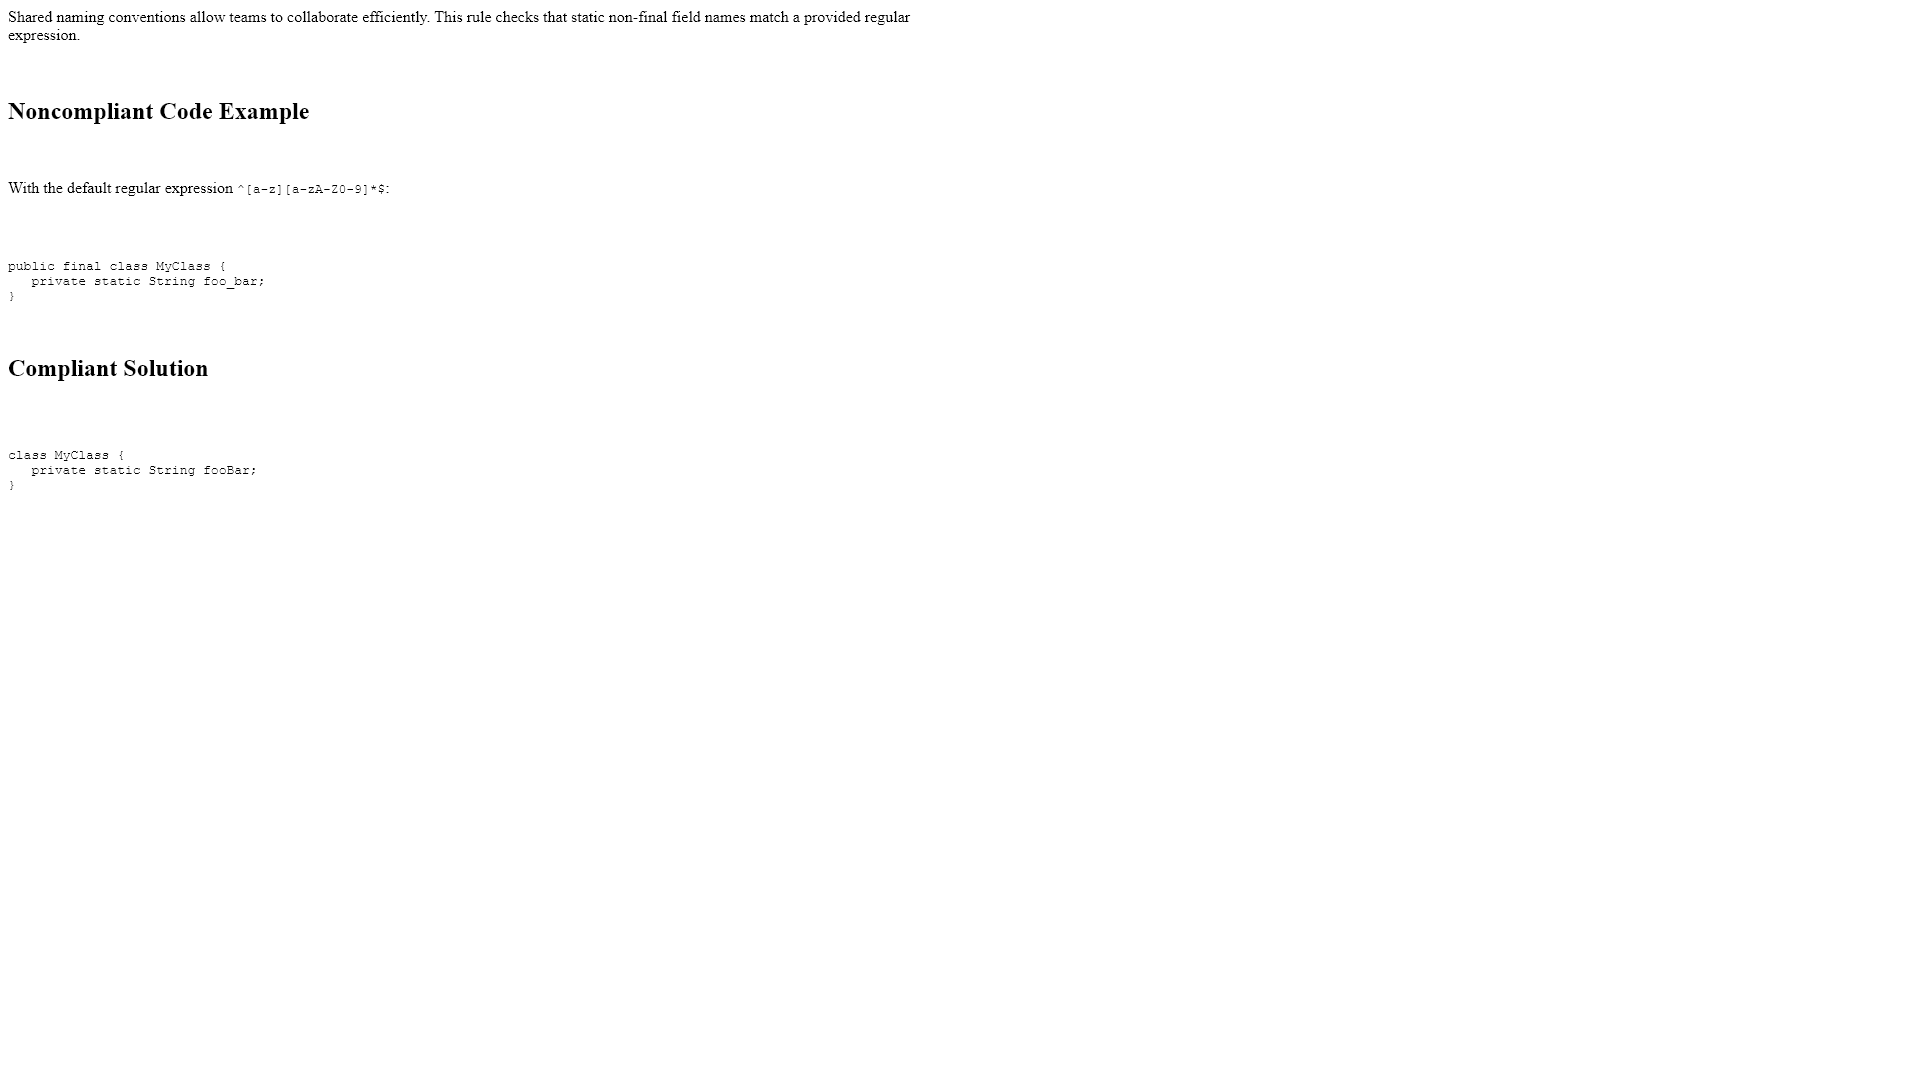 Shared naming conventions allow teams to collaborate efficiently. This rule checks that static non-final field names match a provided regular
expression.
Noncompliant Code Example
With the default regular expression ^[a-z][a-zA-Z0-9]*$:
public final class MyClass {
   private static String foo_bar;
}
Compliant Solution
class MyClass {
   private static String fooBar;
}